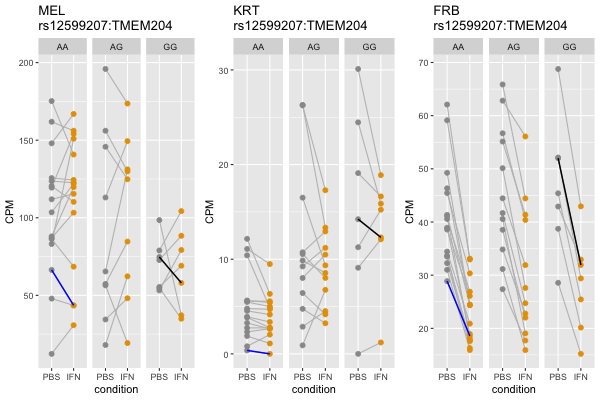 MEL
rs12599207:TMEM204
AA AG GG
200
150
100
50
CPM
PBS IFN PBS IFN PBS IFN
condition
KRT
rs12599207:TMEM204
AA AG GG
30
20
10
0
CPM
PBS IFN PBS IFN PBS IFN
condition
FRB
rs12599207:TMEM204
AA AG GG
70
60
50
40
30
20
CPM
PBS IFN PBS IFN PBS IFN
condition